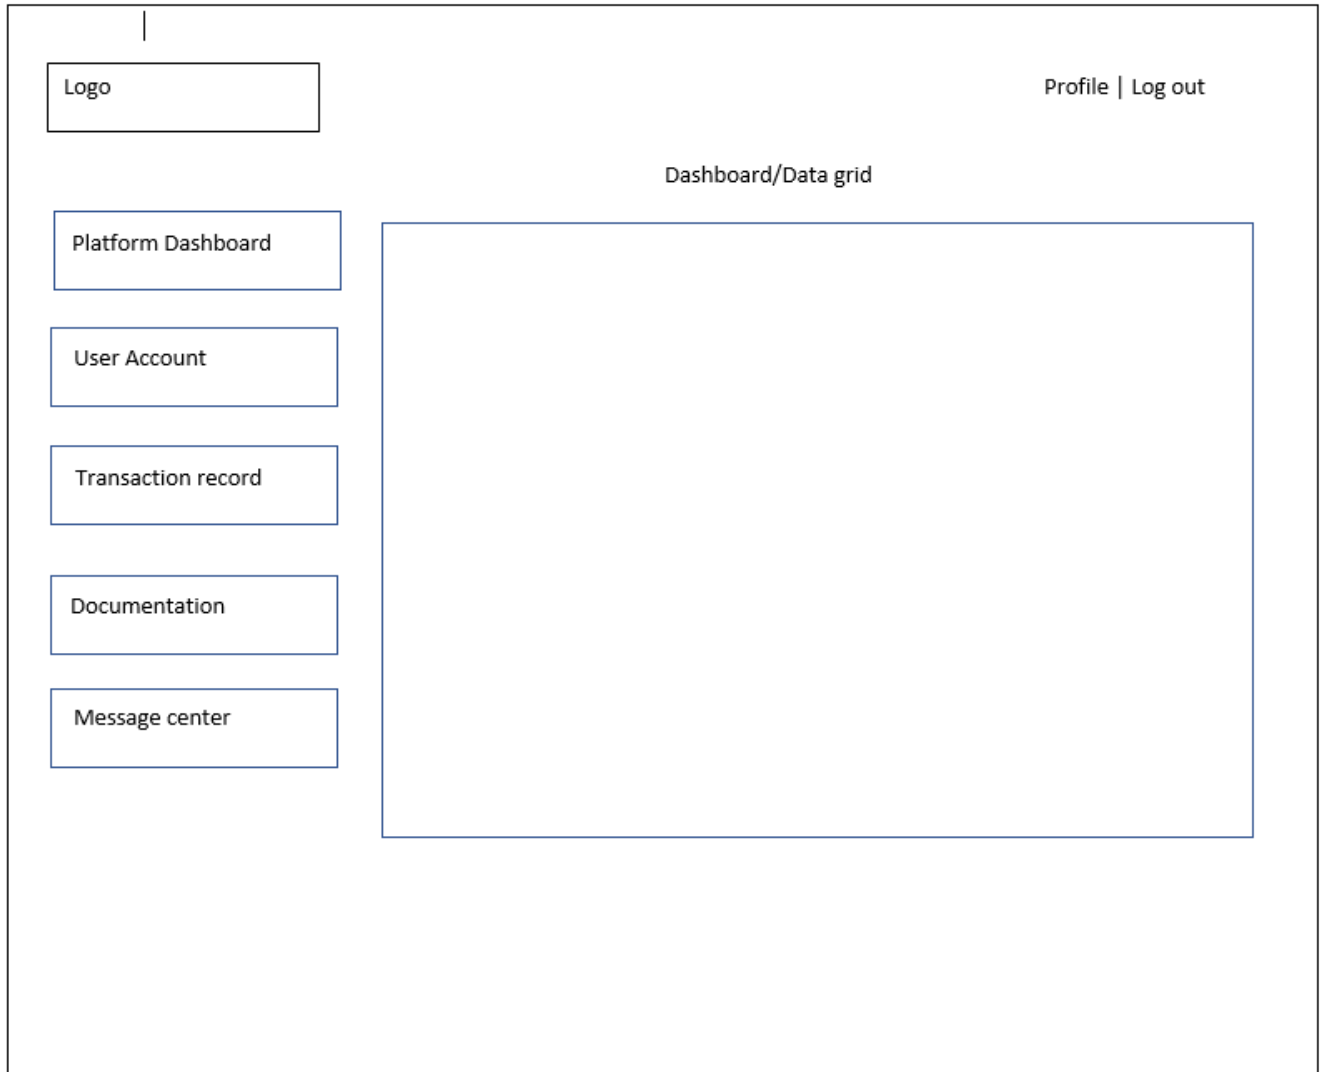 Logo
Profile | Log out
Dashboard/Data grid
Platform Dashboard
User Account
Transaction record
Documentation
Message center